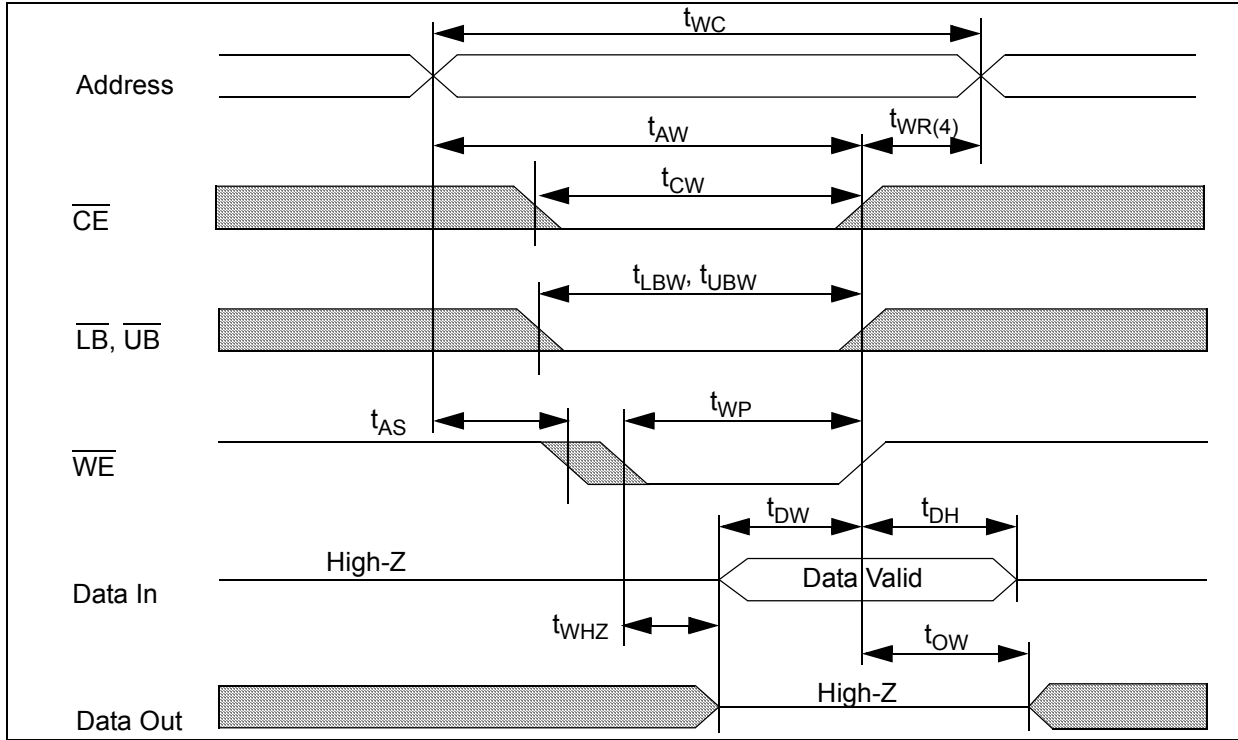 tWC
Address
tAW
tWR(4)
tCW
CE
tLBW, tUBW
LB, UB
tAS
tWP
WE
tDW
tDH
High-Z
Data Valid
Data In
tWHZ
tOW
High-Z
Data Out